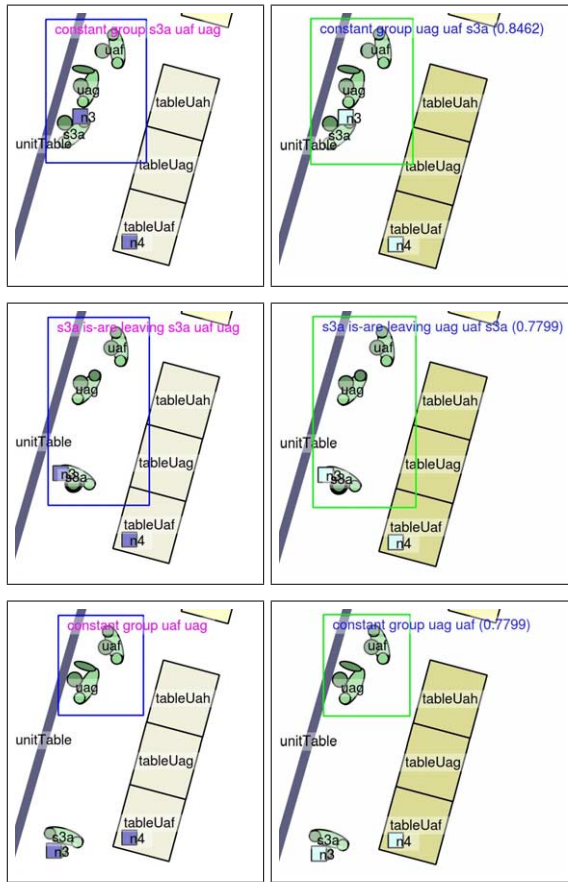 constant group s3a uaf uag
uaf
uag
n3
s3a
unitTable
tableUah
tableUag
tableUaf
n4
constant group uag uaf s3a (0.8462)
uaf
uag
n3
s3a
unitTable
tableUah
tableUag
tableUaf
n4
s3a is-are leaving s3a uaf uag
uaf
uag
unitTable
n3
s3a
tableUah
tableUag
tableUaf
n4
s3a is-are leaving uag uaf s3a (0.7799)
uaf
uag
unitTable
n3
s3a
tableUah
tableUag
tableUaf
n4
constant group uaf uag
uaf
uag
unitTable
tableUah
tableUag
tableUaf
n4
s3a
n3
constant group uag uaf (0.7799)
uaf
uag
unitTable
tableUah
tableUag
tableUaf
n4
s3a
n3